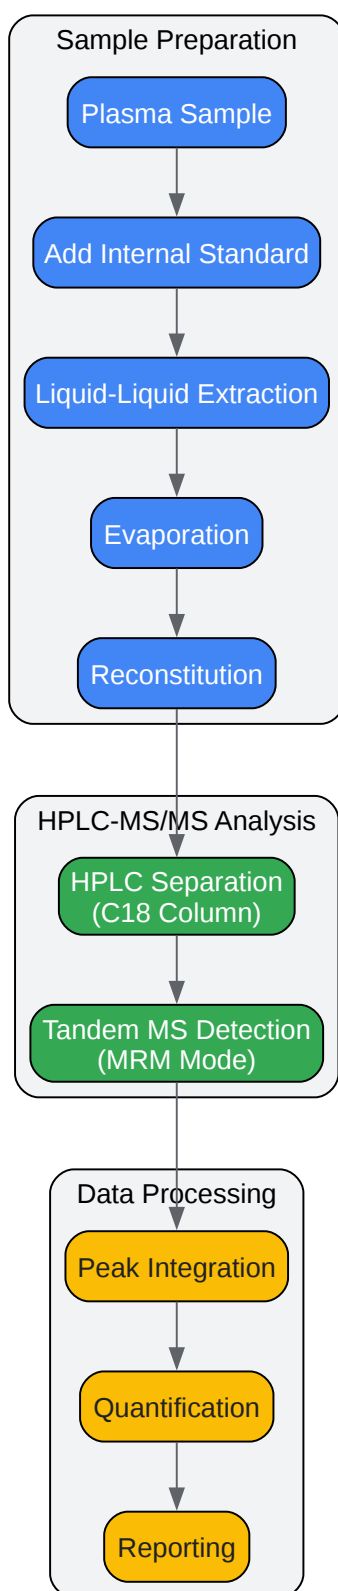 Sample Preparation
Plasma Sample
Add Internal Standard
Liquid-Liquid Extraction
Evaporation
Reconstitution
HPLC-MS/MS Analysis
HPLC Separation
(C18 Column)
Tandem MS Detection
(MRM Mode)
Data Processing
Peak Integration
Quantification
Reporting